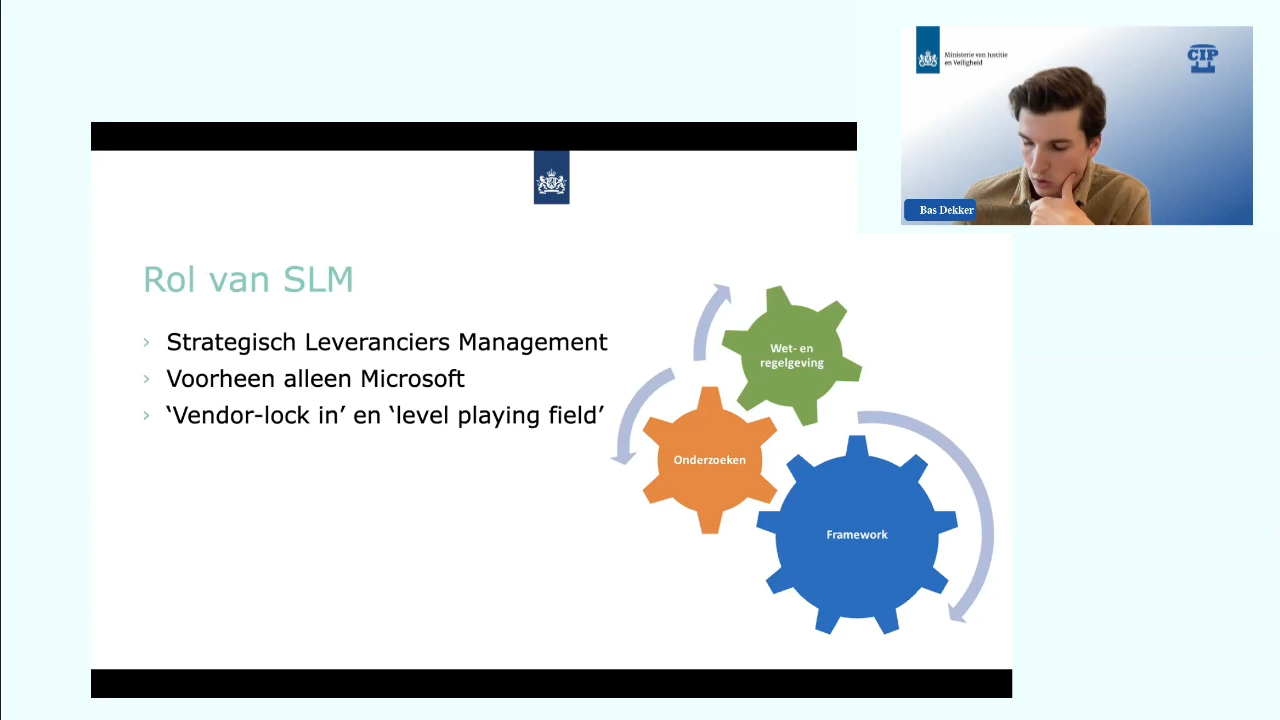 Ministerie van Justitie
en Veiligheid
CIP
Bas Dekker
Rol van SLM
› Strategisch Leveranciers Management
› Voorheen alleen Microsoft
› ‘Vendor-lock in’ en ‘level playing field’
Wet- en
regelgeving
Onderzoeken
Framework